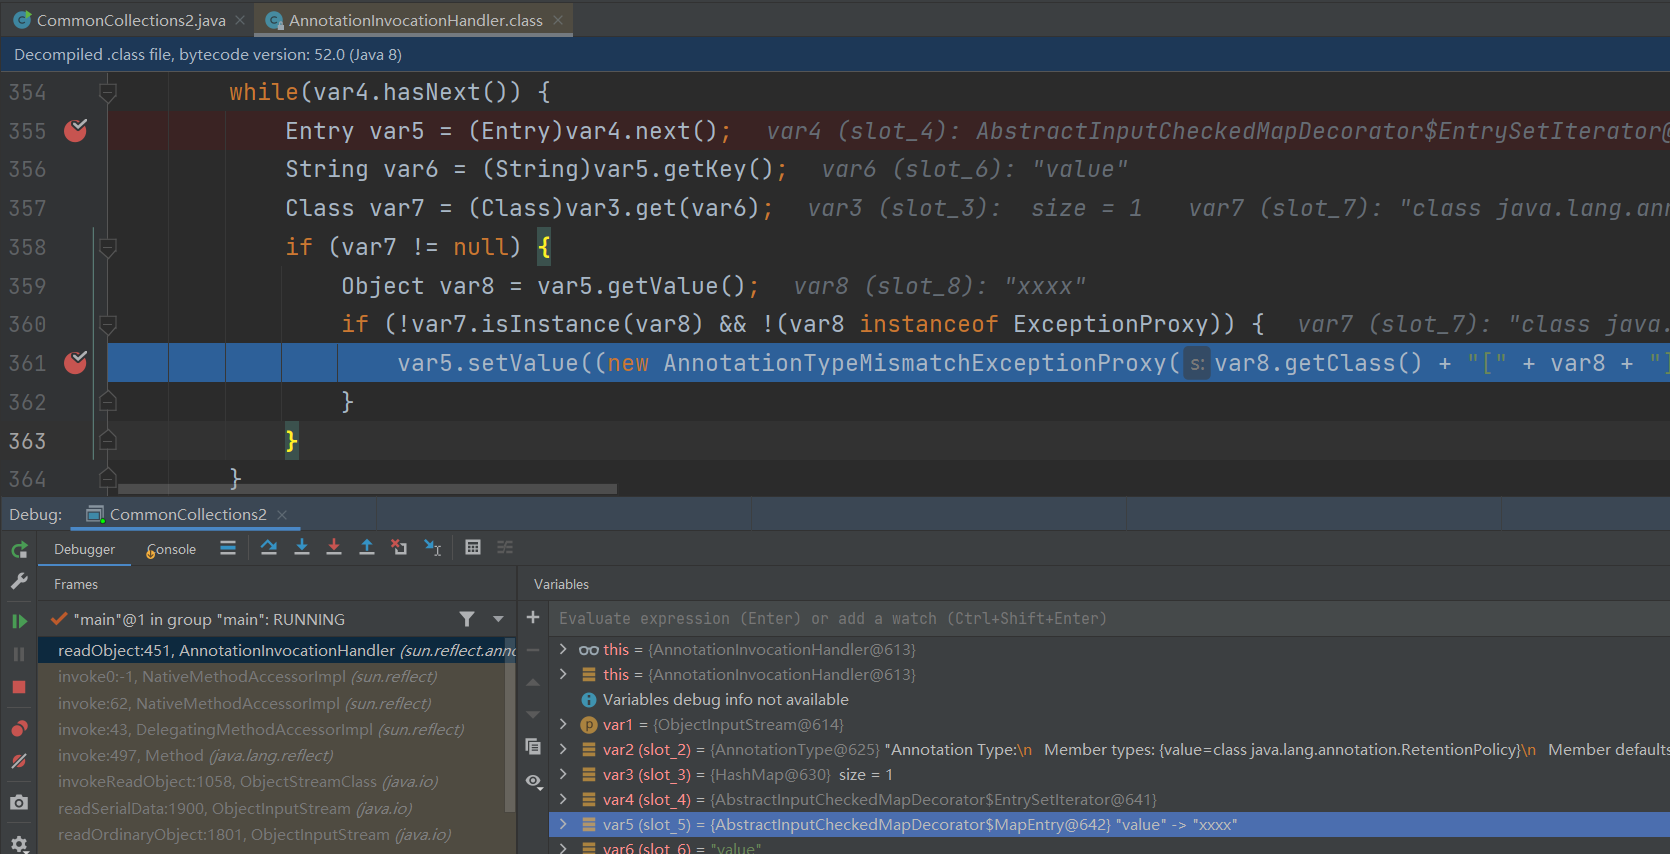 CommonCollections2.java × AnnotationInvocationHandler.class ×
Decompiled .class file, bytecode version: 52.0 (Java 8)
354 while(var4.hasNext()) {
355 Entry var5 = (Entry)var4.next(); var4 (slot_4): AbstractInputCheckedMapDecorator$EntrySetIterator@
356 String var6 = (String)var5.getKey(); var6 (slot_6): "value"
357 Class var7 = (Class)var3.get(var6); var3 (slot_3): size = 1 var7 (slot_7): "class java.lang.ann
358 if (var7 != null) {
359 Object var8 = var5.getValue(); var8 (slot_8): "xxxx"
360 if (!var7.isInstance(var8) && !(var8 instanceof ExceptionProxy)) { var7 (slot_7): "class java.
361 var5.setValue((new AnnotationTypeMismatchExceptionProxy( s: var8.getClass() + "[" + var8 + "]
362 }
363 }
364 }
Debug: CommonCollections2 ×
Debugger Console
Frames
Variables
"main"@1 in group "main": RUNNING
Evaluate expression (Enter) or add a watch (Ctrl+Shift+Enter)
readObject:451, AnnotationInvocationHandler (sun.reflect.anno
invoke0:-1, NativeMethodAccessorImpl (sun.reflect)
invoke:62, NativeMethodAccessorImpl (sun.reflect)
invoke:43, DelegatingMethodAccessorImpl (sun.reflect)
invoke:497, Method (java.lang.reflect)
invokeReadObject:1058, ObjectStreamClass (java.io)
readSerialData:1900, ObjectInputStream (java.io)
readOrdinaryObject:1801, ObjectInputStream (java.io)
this = {AnnotationInvocationHandler@613}
this = {AnnotationInvocationHandler@613}
Variables debug info not available
var1 = {ObjectInputStream@614}
var2 (slot_2) = {AnnotationType@625} "Annotation Type:\n Member types: {value=class java.lang.annotation.RetentionPolicy}\n Member defaults
var3 (slot_3) = {HashMap@630} size = 1
var4 (slot_4) = {AbstractInputCheckedMapDecorator$EntrySetIterator@641}
var5 (slot_5) = {AbstractInputCheckedMapDecorator$MapEntry@642} "value" -> "xxxx"
var6 (slot_6) = "value"